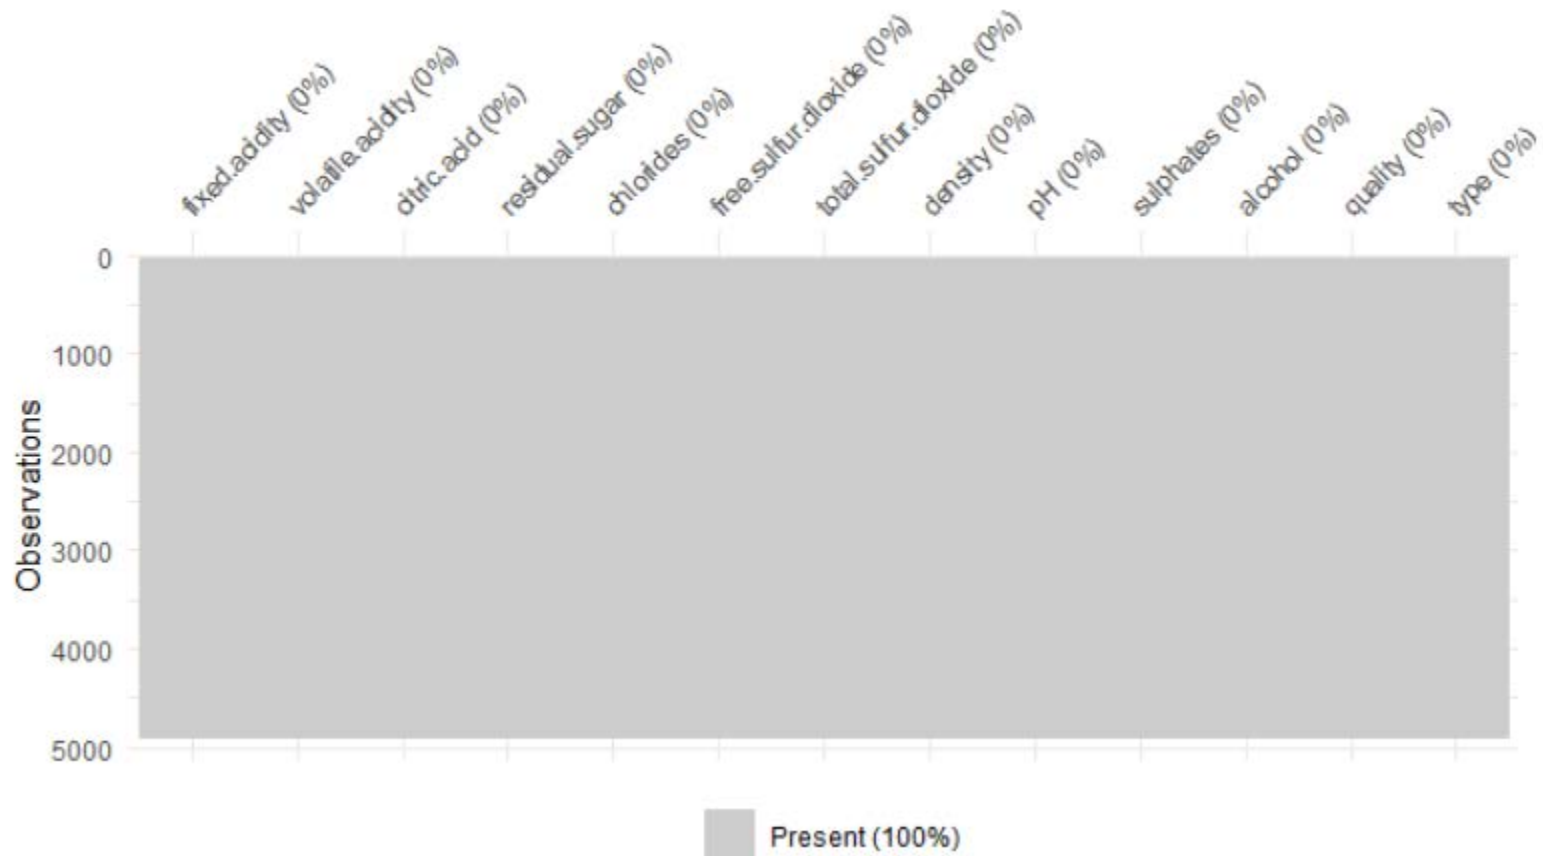 fixed.acidity (0%)
volatile.acidity (0%)
citric.acid (0%)
residual.sugar (0%)
chlorides (0%)
free.sulfur.dioxide (0%)
total.sulfur.dioxide (0%)
density (0%)
pH (0%)
sulphates (0%)
alcohol (0%)
quality (0%)
type (0%)
0
1000
2000
3000
4000
5000
Observations
Present (100%)